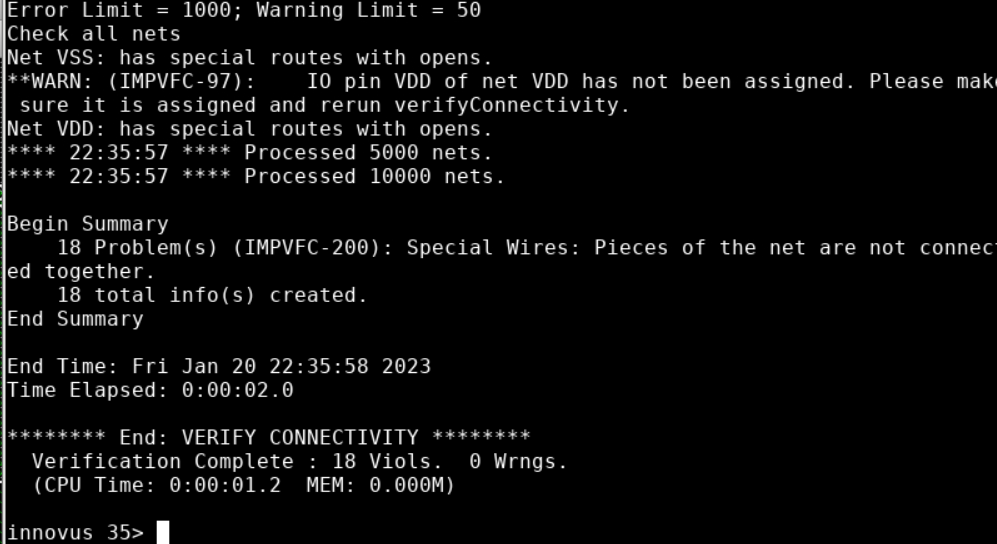 Error Limit = 1000; Warning Limit = 50
Check all nets
Net VSS: has special routes with opens.
**WARN: (IMPVFC-97):    IO pin VDD of net VDD has not been assigned. Please make
 sure it is assigned and rerun verifyConnectivity.
Net VDD: has special routes with opens.
**** 22:35:57 **** Processed 5000 nets.
**** 22:35:57 **** Processed 10000 nets.

Begin Summary
    18 Problem(s) (IMPVFC-200): Special Wires: Pieces of the net are not connect
ed together.
    18 total info(s) created.
End Summary

End Time: Fri Jan 20 22:35:58 2023
Time Elapsed: 0:00:02.0

******** End: VERIFY CONNECTIVITY ********
  Verification Complete : 18 Viols.  0 Wrngs.
  (CPU Time: 0:00:01.2  MEM: 0.000M)

innovus 35>